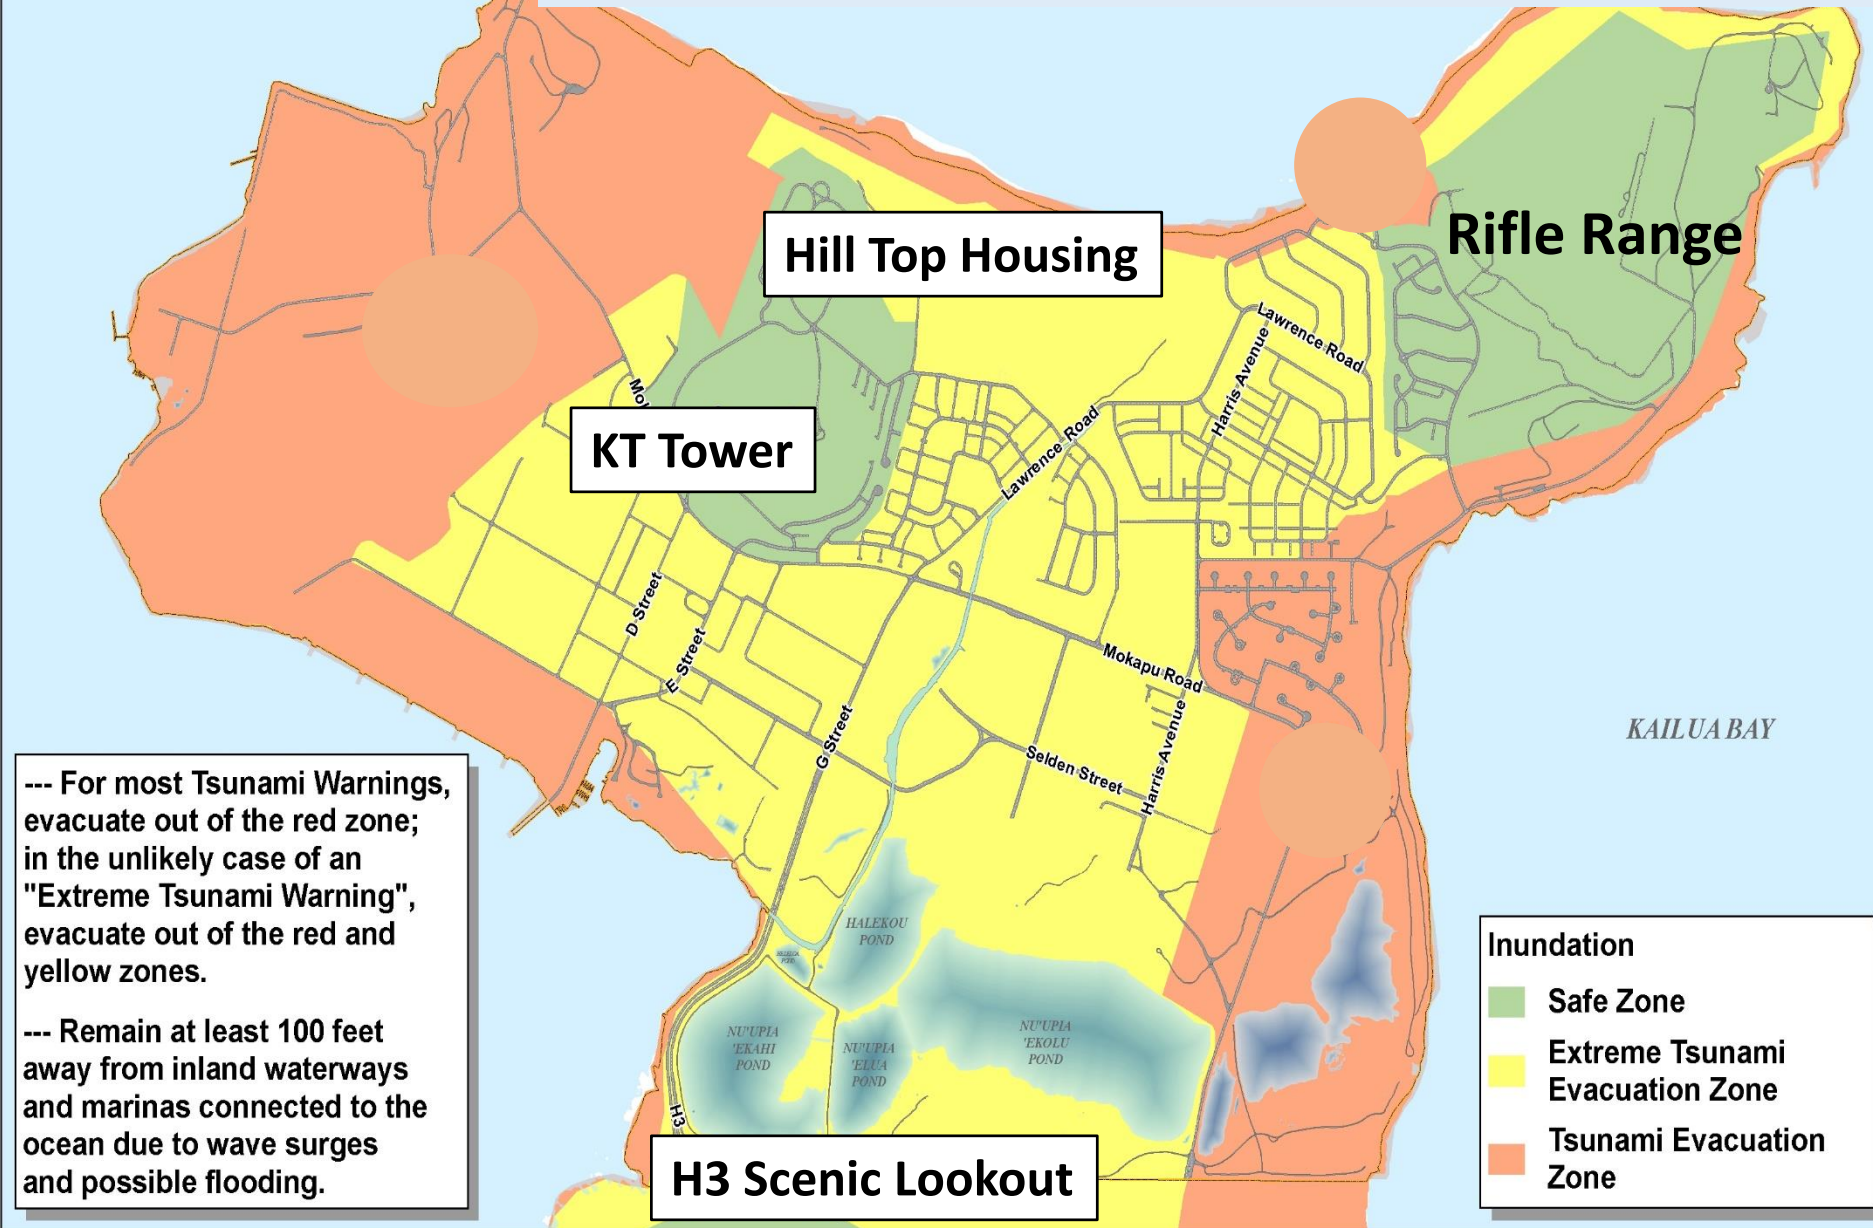 Hill Top Housing
Rifle Range
Lawrence Road
Harris Avenue
KT Tower
Lawrence Road
D Street
E Street
Mokapu Road
G Street
Selden Street
Harris Avenue
KAILUA BAY
--- For most Tsunami Warnings,
evacuate out of the red zone;
in the unlikely case of an
"Extreme Tsunami Warning",
evacuate out of the red and
yellow zones.
--- Remain at least 100 feet
away from inland waterways
and marinas connected to the
ocean due to wave surges
and possible flooding.
HALEKOU
POND
NU'UPIA
'EKAHI
POND
NU'UPIA
'ELUA
POND
NU'UPIA
'EKOLU
POND
H3
H3 Scenic Lookout
Inundation
Safe Zone
Extreme Tsunami
Evacuation Zone
Tsunami Evacuation
Zone